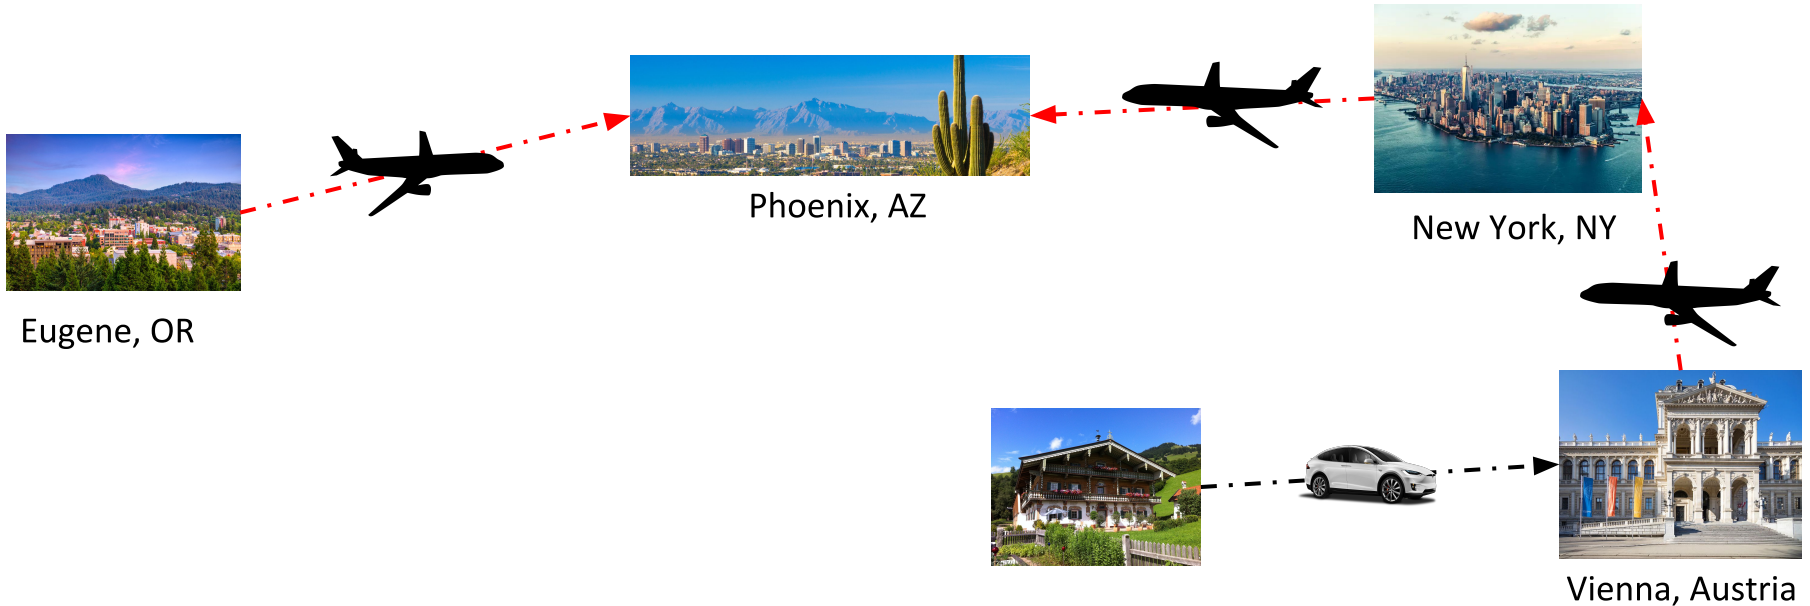 Phoenix, AZ
New York, NY
Eugene, OR
Vienna, Austria